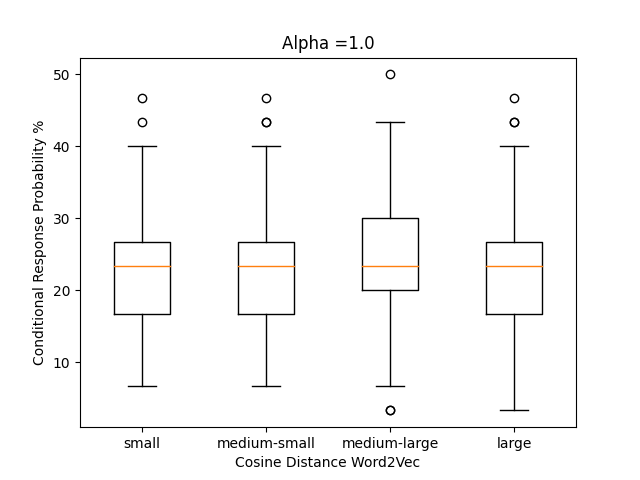 Alpha =1.0
Conditional Response Probability %
50
40
30
20
10
small medium-small medium-large large
Cosine Distance Word2Vec